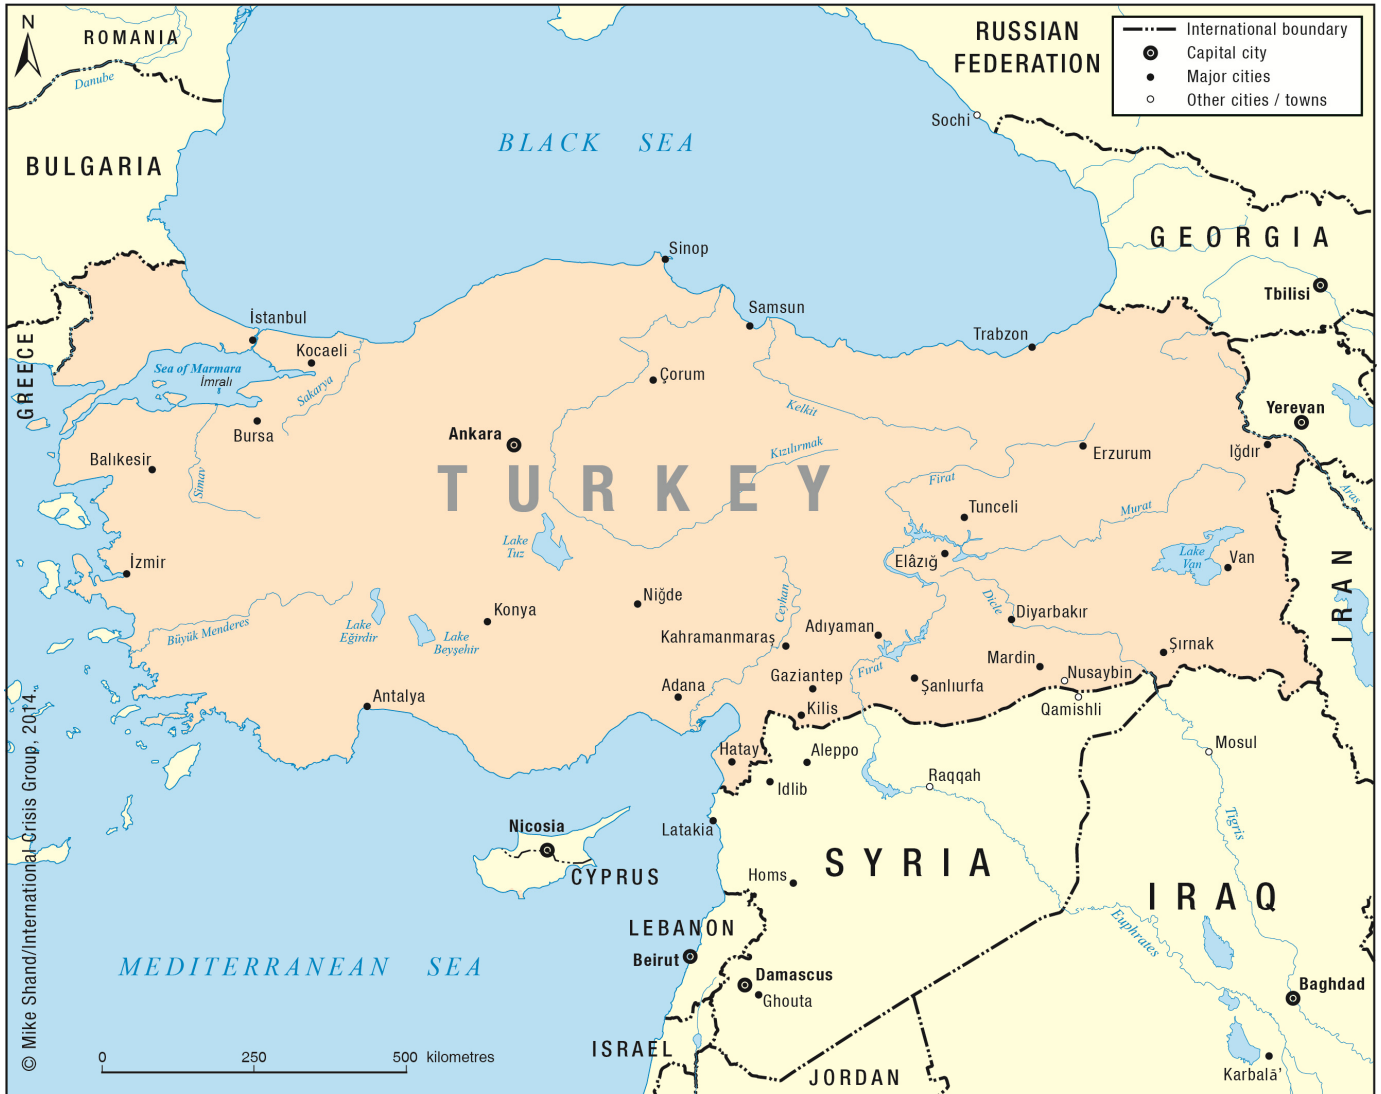 N
ROMANIA
Danube
BULGARIA
GREECE
BLACK SEA
RUSSIAN
FEDERATION
Sochi
International boundary
Capital city
Major cities
Other cities / towns
GEORGIA
Tbilisi
Yerevan
Aras
IRAN
Sinop
Samsun
Trabzon
İstanbul
Kocaeli
Sea of Marmara
İmralı
Sakarya
Bursa
Balıkesir
Simav
Çorum
Ankara
TURKEY
Kelkit
Kızılırmak
Erzurum
Iğdır
Firat
Tunceli
Murat
Elâzığ
Lake
Van
Van
Lake
Tuz
İzmir
Büyük Menderes
Lake
Eğirdir
Lake
Beyşehir
Konya
Niğde
Ceyhan
Kahramanmaraş
Adıyaman
Dicle
Diyarbakır
Şırnak
Mardin
Nusaybin
Qamishli
Gaziantep
Fırat
Şanlıurfa
Adana
Kilis
Antalya
Hatay
Aleppo
Idlib
Raqqah
Mosul
Tigris
Latakia
Nicosia
CYPRUS
SYRIA
Homs
IRAQ
Euphrates
LEBANON
Beirut
Damascus
Ghouta
Baghdad
Karbalā’
ISRAEL
JORDAN
MEDITERRANEAN SEA
0 250 500 kilometres
© Mike Shand/International Crisis Group, 2014.